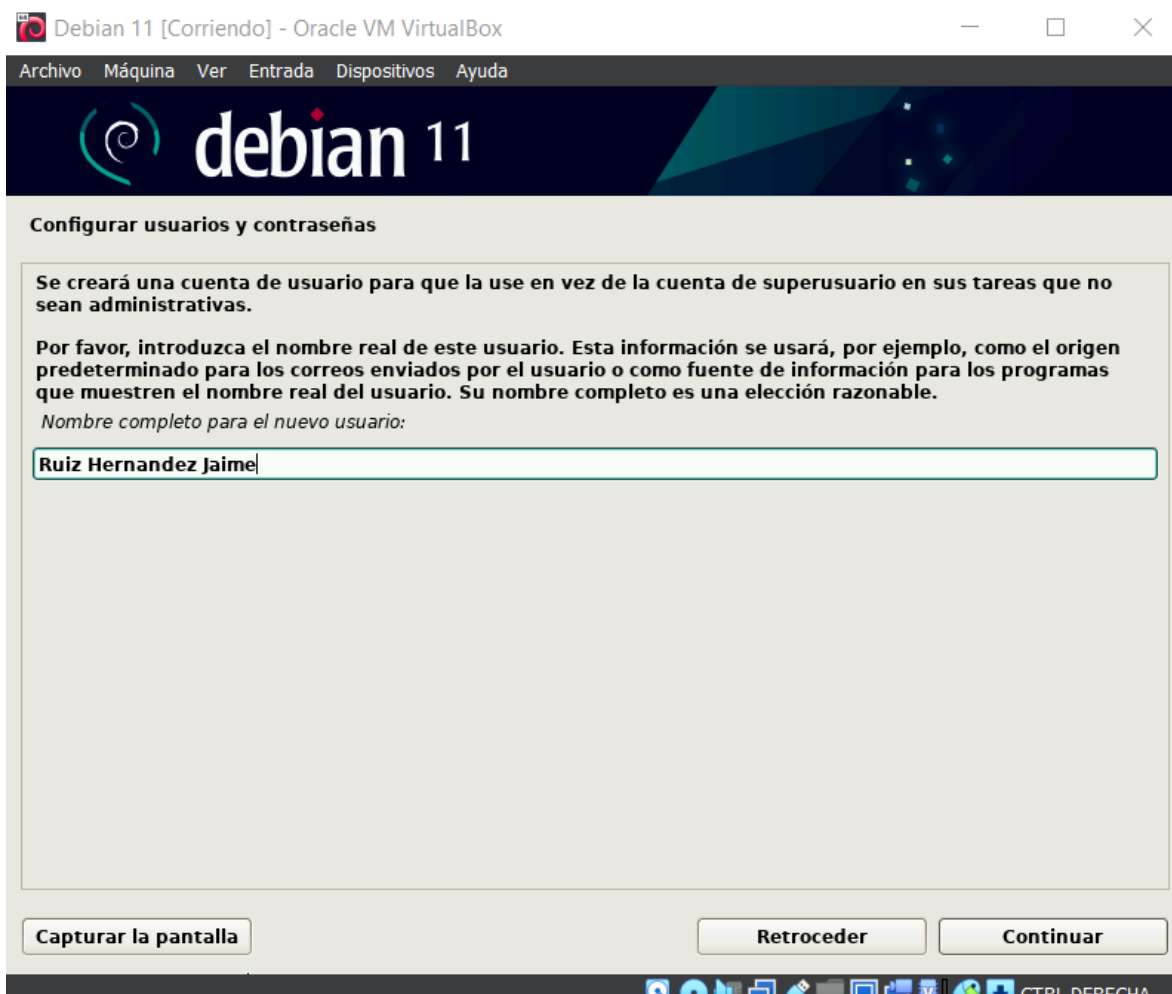 Debian 11 [Corriendo] - Oracle VM VirtualBox
Archivo Máquina Ver Entrada Dispositivos Ayuda
debian 11
Configurar usuarios y contraseñas
Se creará una cuenta de usuario para que la use en vez de la cuenta de superusuario en sus tareas que no
sean administrativas.
Por favor, introduzca el nombre real de este usuario. Esta información se usará, por ejemplo, como el origen
predeterminado para los correos enviados por el usuario o como fuente de información para los programas
que muestren el nombre real del usuario. Su nombre completo es una elección razonable.
Nombre completo para el nuevo usuario:
Ruiz Hernandez Jaime
Capturar la pantalla
Retroceder
Continuar
CTRL DERECHA